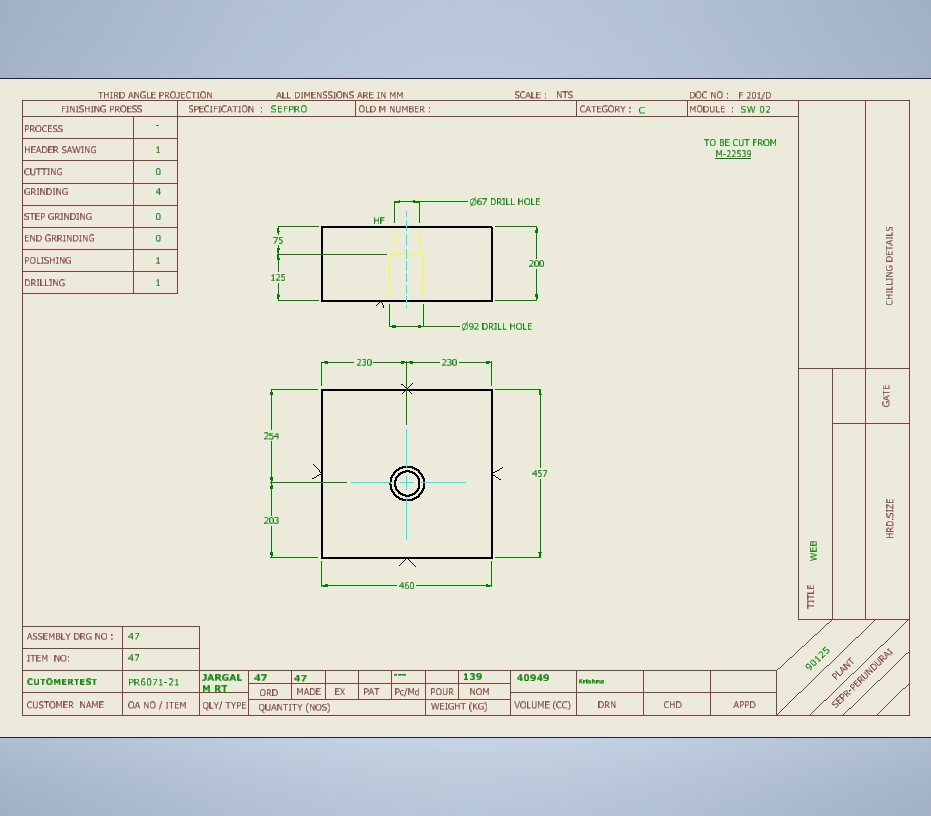 THIRD ANGLE PROJECTION ALL DIMENSSIONS ARE IN MM SCALE : NTS DOC NO : F 201/D
FINISHING PROESS SPECIFICATION : SEFPRO OLD M NUMBER : CATEGORY : C MODULE : SW 02
PROCESS -
HEADER SAWING 1
CUTTING 0
GRINDING 4
STEP GRINDING 0
END GRRINDING 0
POLISHING 1
DRILLING 1
TO BE CUT FROM
M-22539
Ø67 DRILL HOLE
HF
75
125
200
Ø92 DRILL HOLE
230 230
254
457
203
460
CHILLING DETAILS
GATE
HRD.SIZE
TITLE WEB
ASSEMBLY DRG NO : 47
ITEM NO: 47
CUTOMERTEST PR6071-21 JARGAL
M RT
47 47 --- 139 40949 Krishna
ORD MADE EX PAT Pc/Md POUR NOM
CUSTOMER NAME OA NO / ITEM QLY/ TYPE QUANTITY (NOS) WEIGHT (KG) VOLUME (CC) DRN CHD APPD
90125
PLANT
SEPR-PERUNDURAI